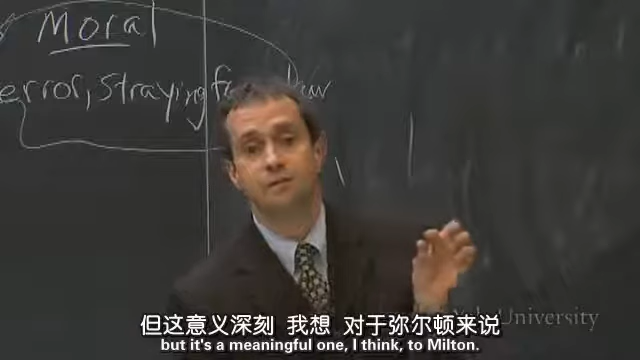 Moral
error, straying
但这意义深刻 我想 对于弥尔顿来说
but it's a meaningful one, I think, to Milton.
University